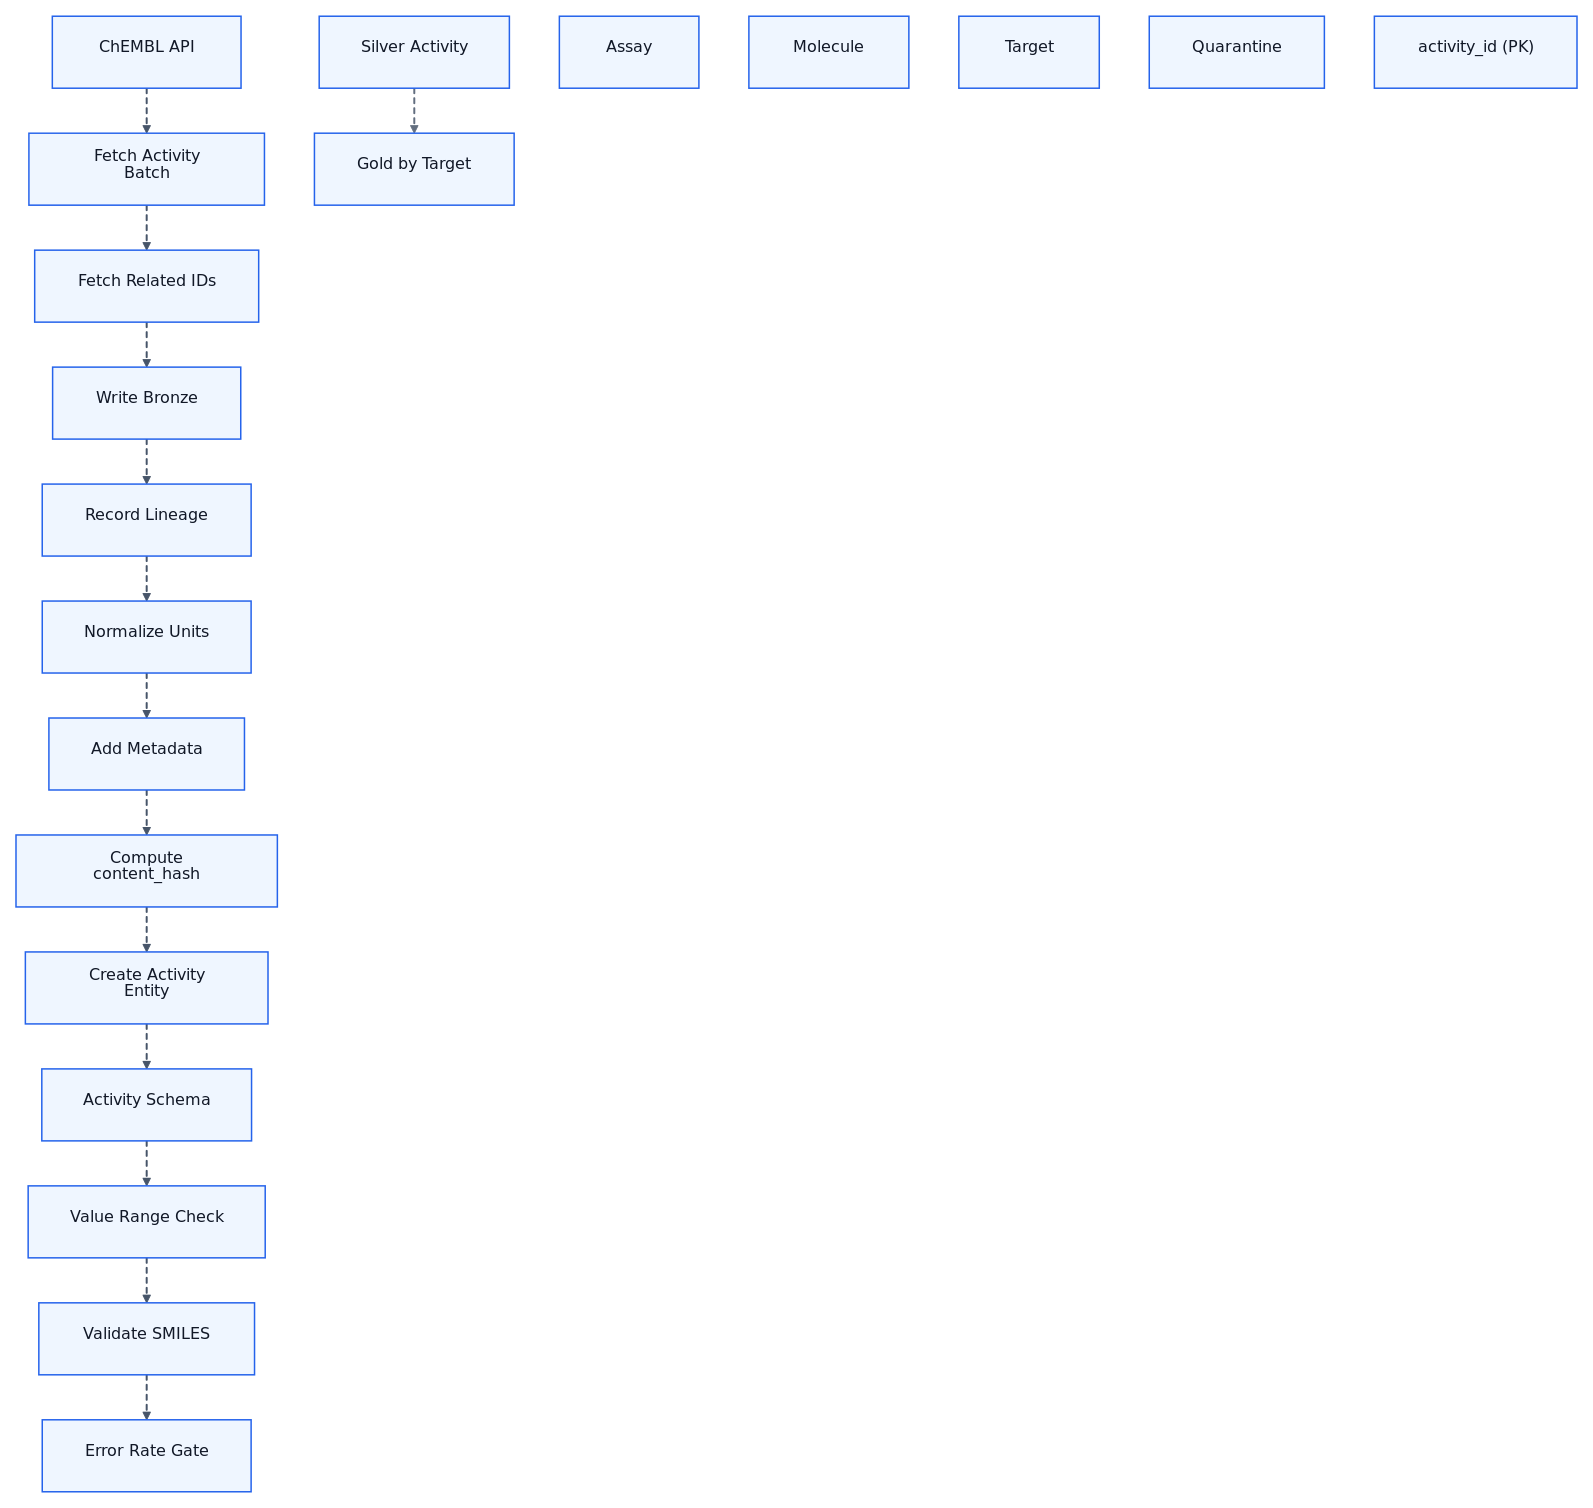 ChEMBL API
Silver Activity
Assay
Molecule
Target
Quarantine
activity_id (PK)
Fetch Activity
Batch
Gold by Target
Fetch Related IDs
Write Bronze
Record Lineage
Normalize Units
Add Metadata
Compute
content_hash
Create Activity
Entity
Activity Schema
Value Range Check
Validate SMILES
Error Rate Gate